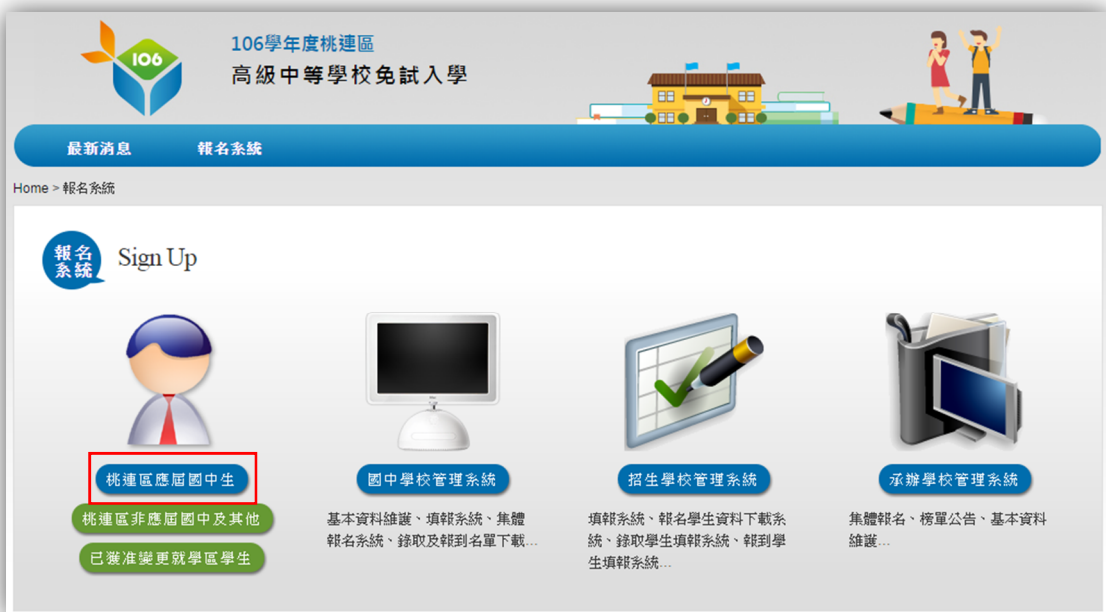 106
106學年度桃連區
高級中等學校免試入學
最新消息
報名系統
Home > 報名系統
報名
系統
Sign Up
桃連區應屆國中生
桃連區非應屆國中及其他
已獲准變更就學區學生
國中學校管理系統
基本資料維護、填報系統、集體
報名系統、錄取及報到名單下載...
招生學校管理系統
填報系統、報名學生資料下載系
統、錄取學生填報系統、報到學
生填報系統...
承辦學校管理系統
集體報名、榜單公告、基本資料
維護...